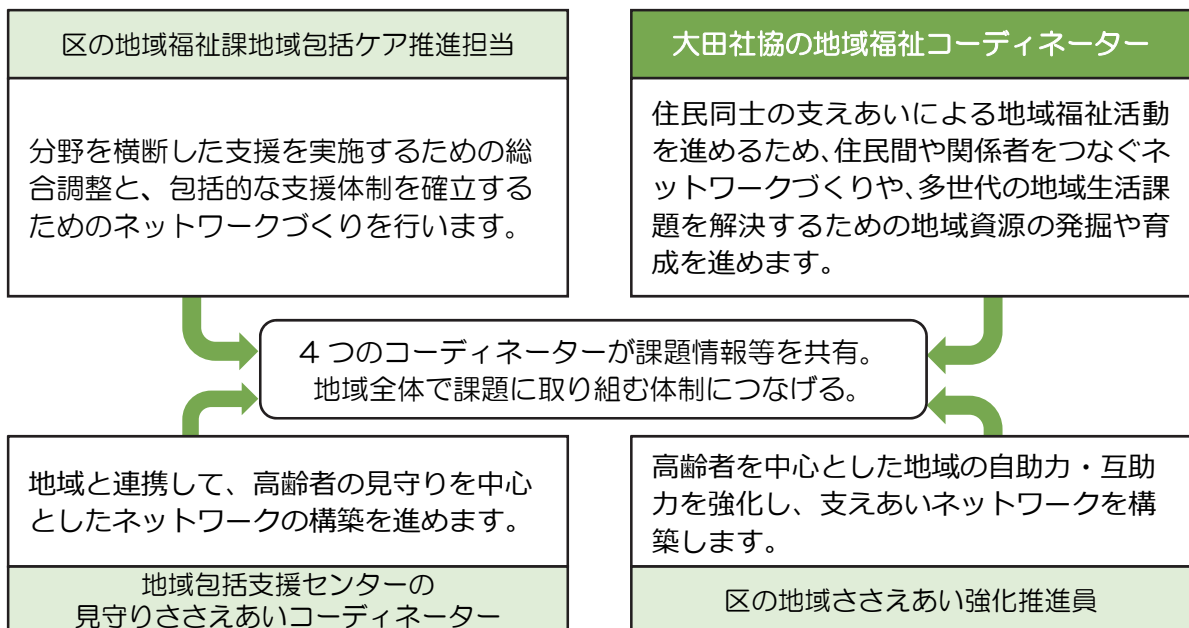 区の地域福祉課地域包括ケア推進担当
分野を横断した支援を実施するための総
合調整と、包括的な支援体制を確立する
ためのネットワークづくりを行います。
大田社協の地域福祉コーディネーター
住民同士の支えあいによる地域福祉活動
を進めるため、住民間や関係者をつなぐネ
ットワークづくりや、多世代の地域生活課
題を解決するための地域資源の発掘や育
成を進めます。
4つのコーディネーターが課題情報等を共有。
地域全体で課題に取り組む体制につなげる。
地域と連携して、高齢者の見守りを中心
としたネットワークの構築を進めます。
地域包括支援センターの
見守りささえあいコーディネーター
高齢者を中心とした地域の自助力・互助
力を強化し、支えあいネットワークを構
築します。
区の地域ささえあい強化推進員